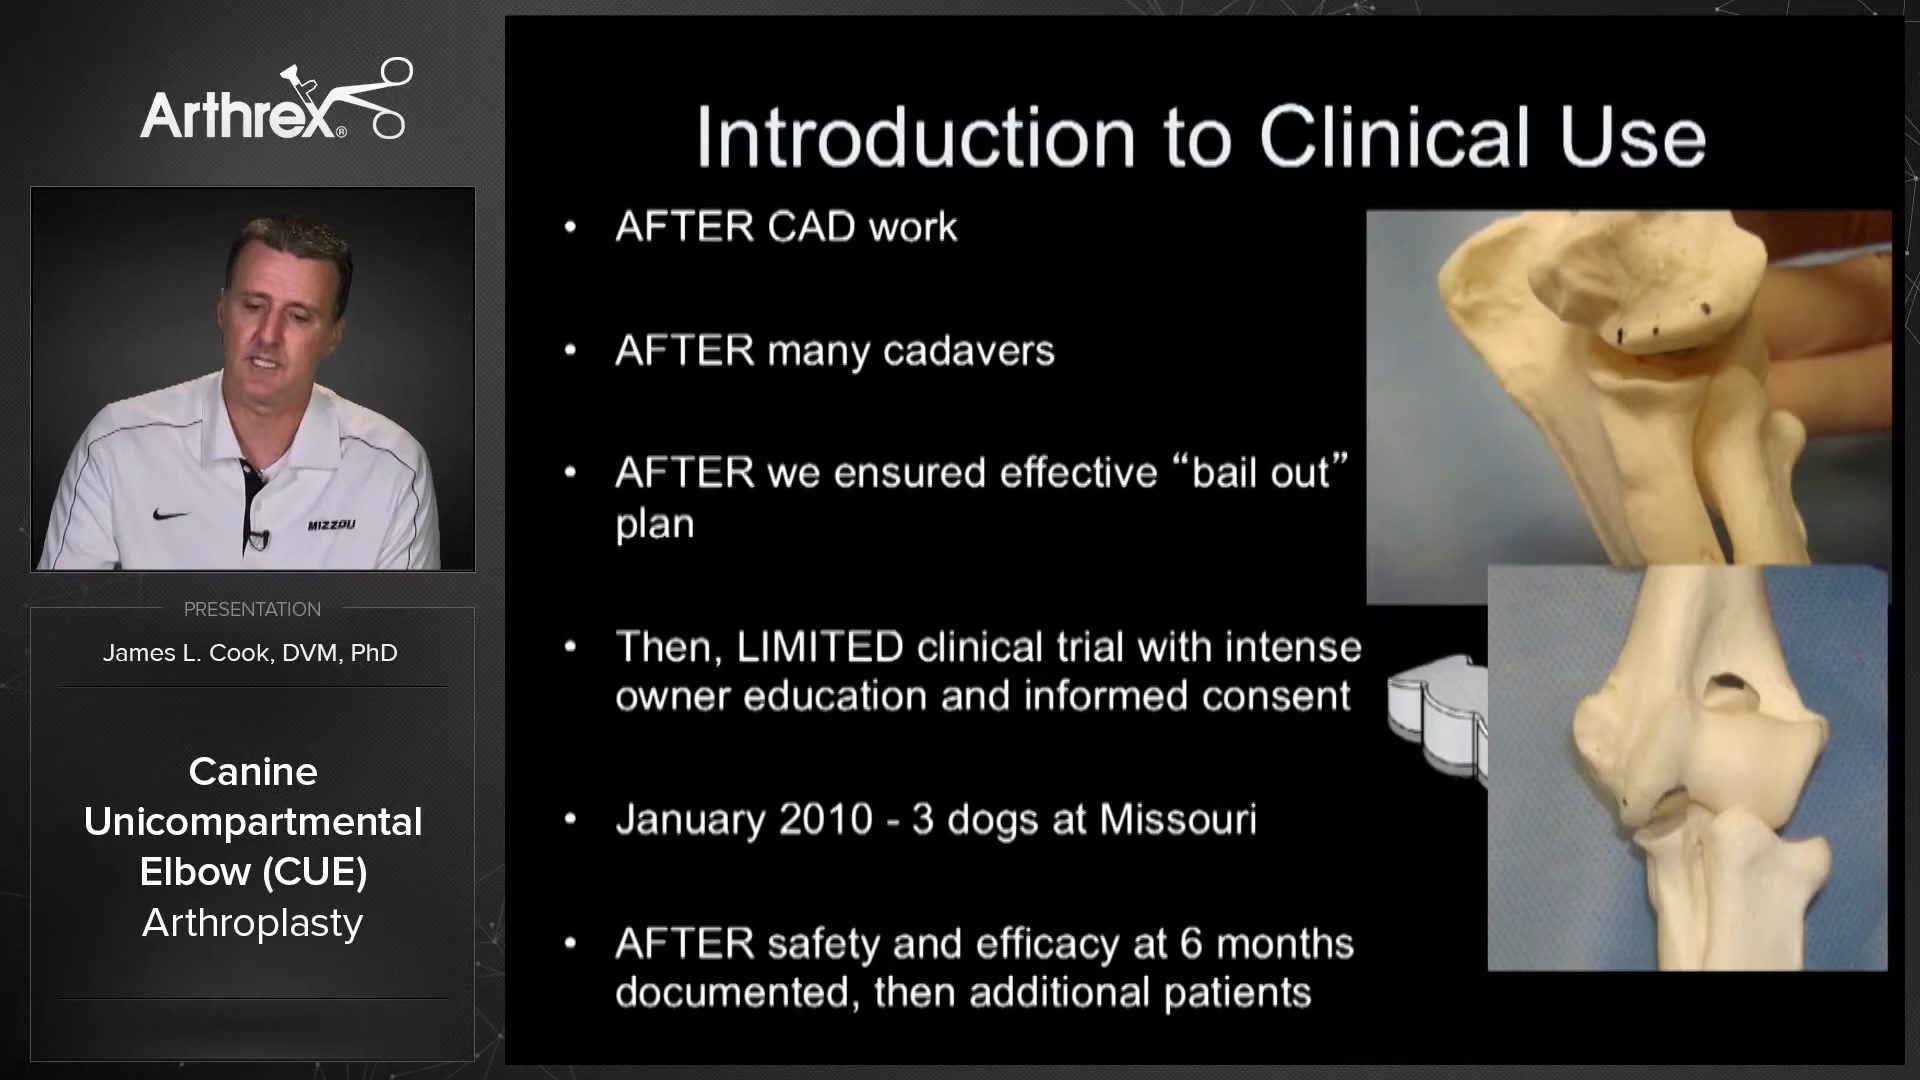 Arthrex®
MIZZOU
PRESENTATION
James L. Cook, DVM, PhD
Canine
Unicompartmental
Elbow (CUE)
Arthroplasty
Introduction to Clinical Use
• AFTER CAD work
• AFTER many cadavers
• AFTER we ensured effective “bail out”
plan
• Then, LIMITED clinical trial with intense
owner education and informed consent
• January 2010 - 3 dogs at Missouri
• AFTER safety and efficacy at 6 months
documented, then additional patients